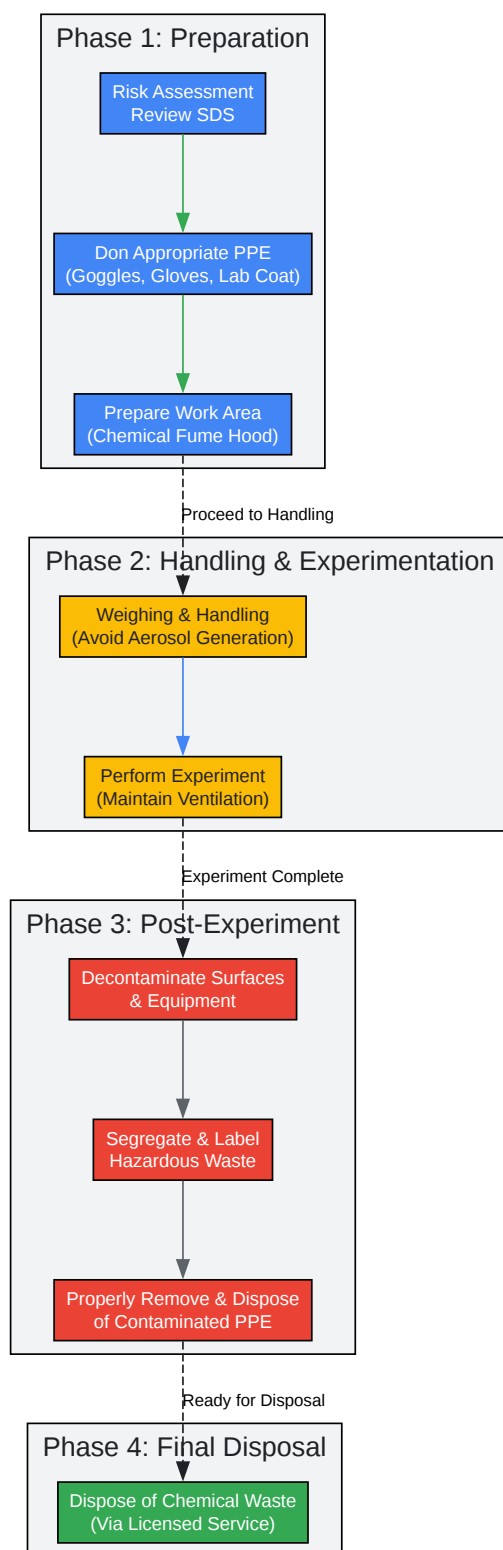 Phase 1: Preparation
Risk Assessment
Review SDS
Don Appropriate PPE
(Goggles, Gloves, Lab Coat)
Prepare Work Area
(Chemical Fume Hood)
Proceed to Handling
Phase 2: Handling & Experimentation
Weighing & Handling
(Avoid Aerosol Generation)
Perform Experiment
(Maintain Ventilation)
Experiment Complete
Phase 3: Post-Experiment
Decontaminate Surfaces
& Equipment
Segregate & Label
Hazardous Waste
Properly Remove & Dispose
of Contaminated PPE
Ready for Disposal
Phase 4: Final Disposal
Dispose of Chemical Waste
(Via Licensed Service)